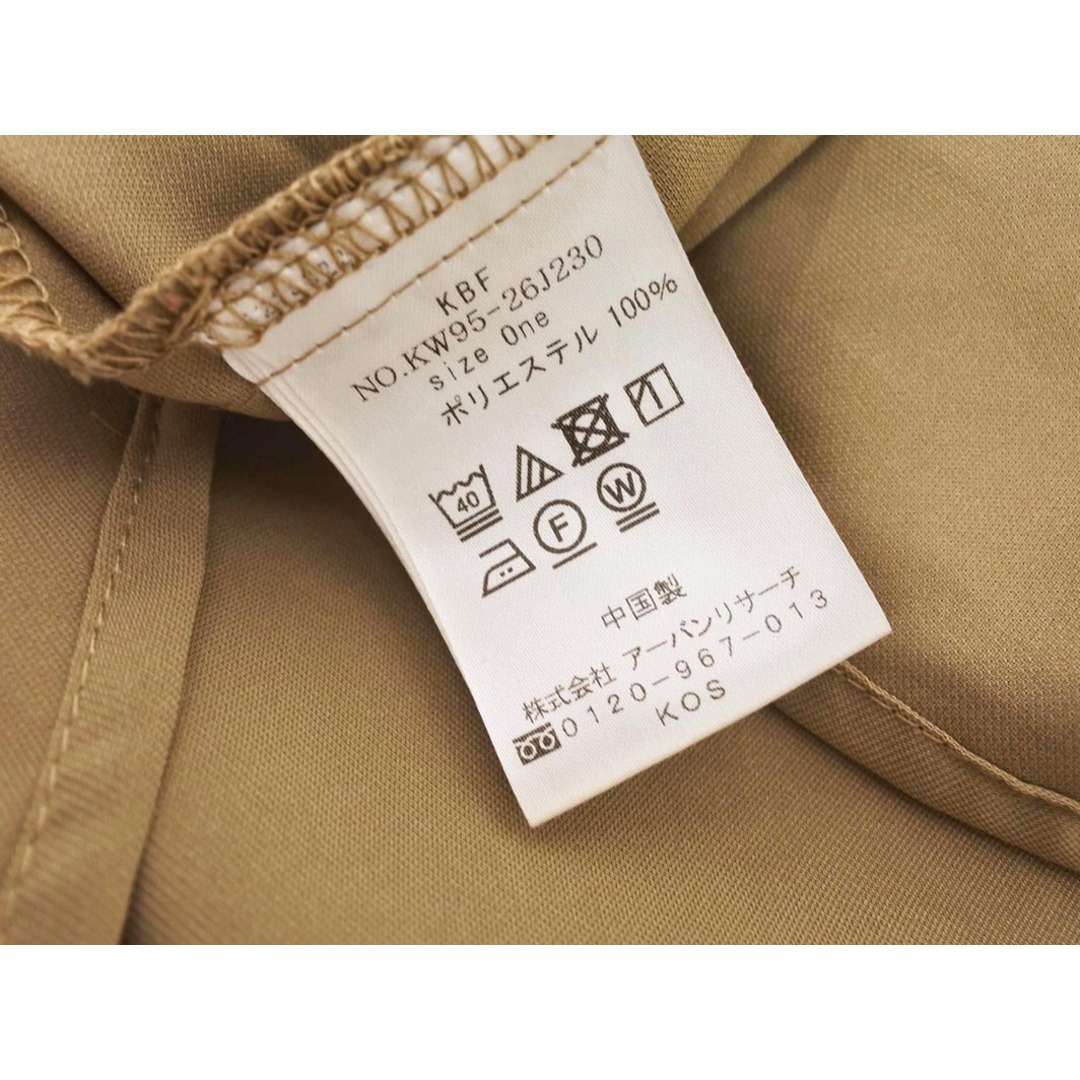 KBF
NO.KW95-26J230
size One
ポリエステル 100%
40
F W
中国製
株式会社 アーバンリサーチ
0120-967-013
KOS